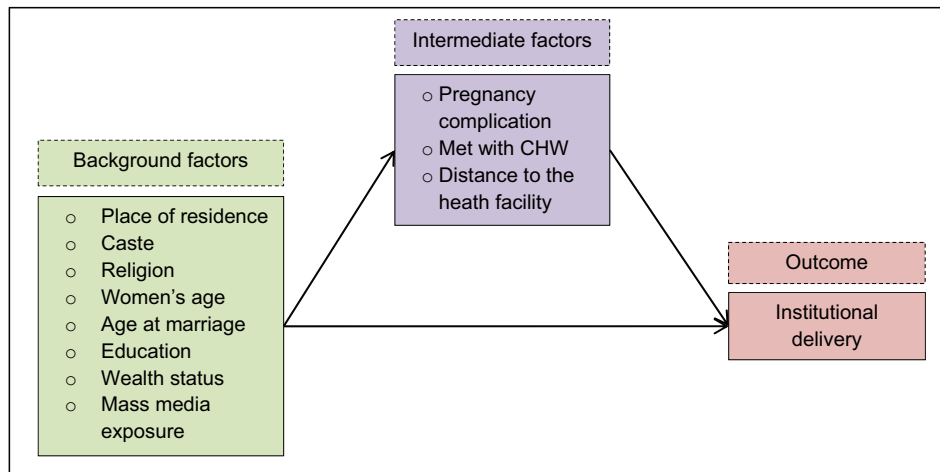 Intermediate factors
○ Pregnancy
complication
○ Met with CHW
○ Distance to the
heath facility
Background factors
○ Place of residence
○ Caste
○ Religion
○ Women's age
○ Age at marriage
○ Education
○ Wealth status
○ Mass media
exposure
Outcome
Institutional
delivery